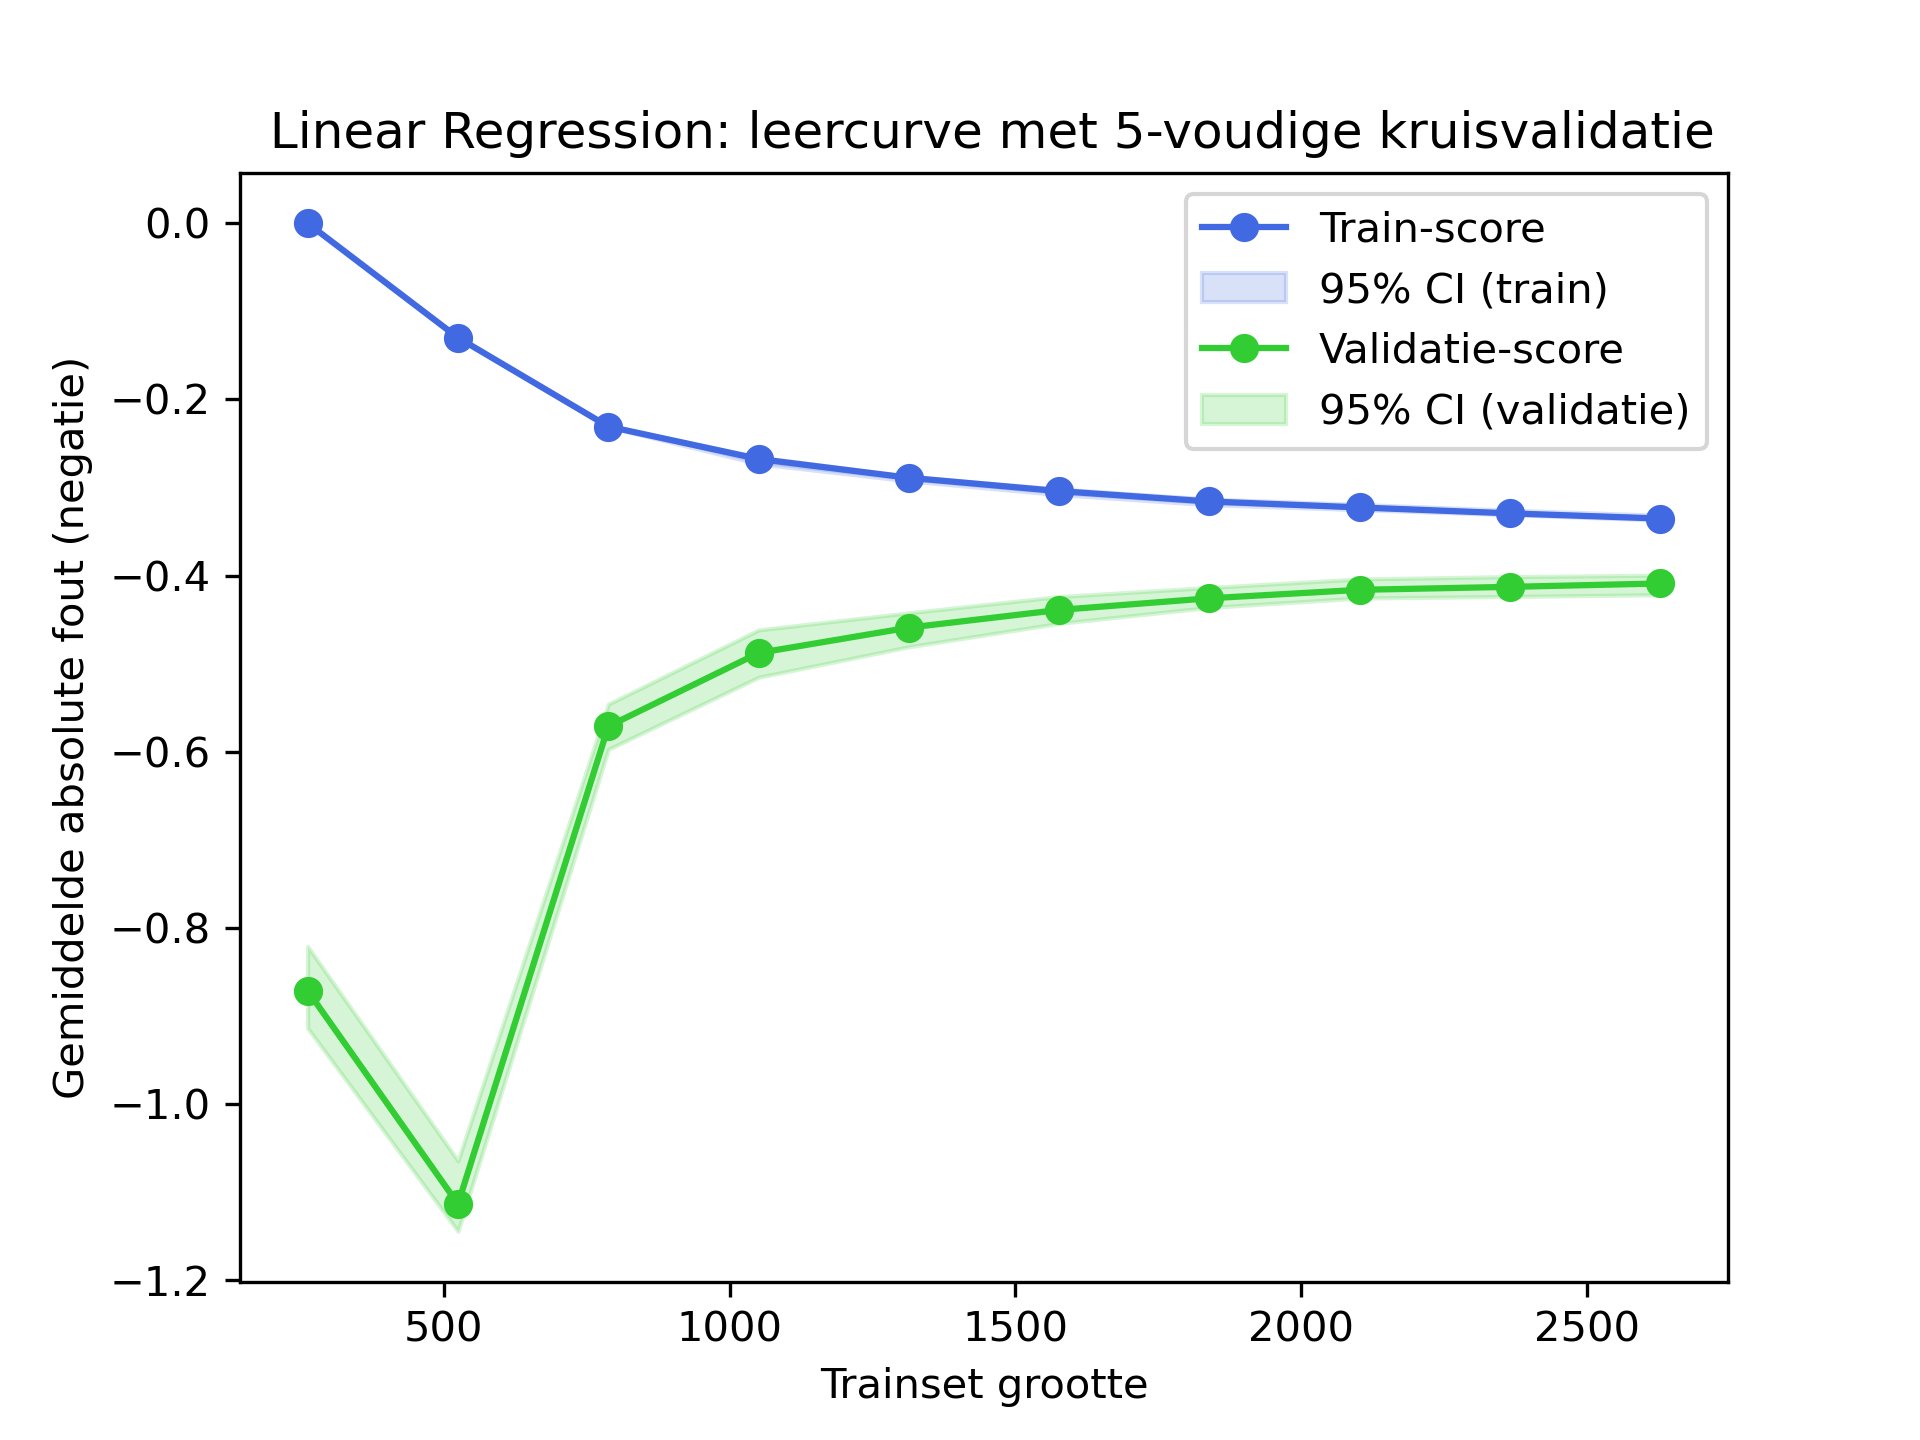 Linear Regression: leercurve met 5-voudige kruisvalidatie
Train-score
95% CI (train)
Validatie-score
95% CI (validatie)
Gemiddelde absolute fout (negatie)
0.0
−0.2
−0.4
−0.6
−0.8
−1.0
−1.2
500 1000 1500 2000 2500
Trainset grootte